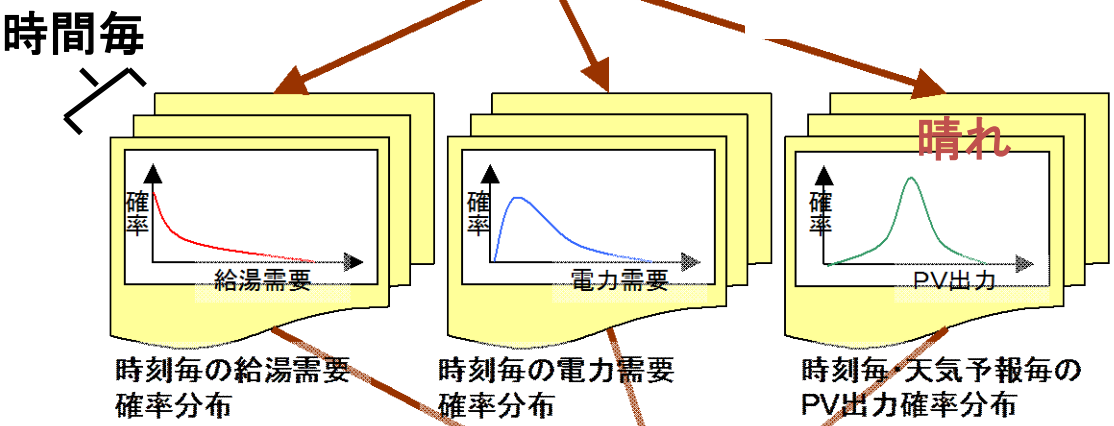 時間毎
晴れ
確率
給湯需要
確率
電力需要
確率
PV出力
時刻毎の給湯需要
確率分布
時刻毎の電力需要
確率分布
時刻毎・天気予報毎の
PV出力確率分布